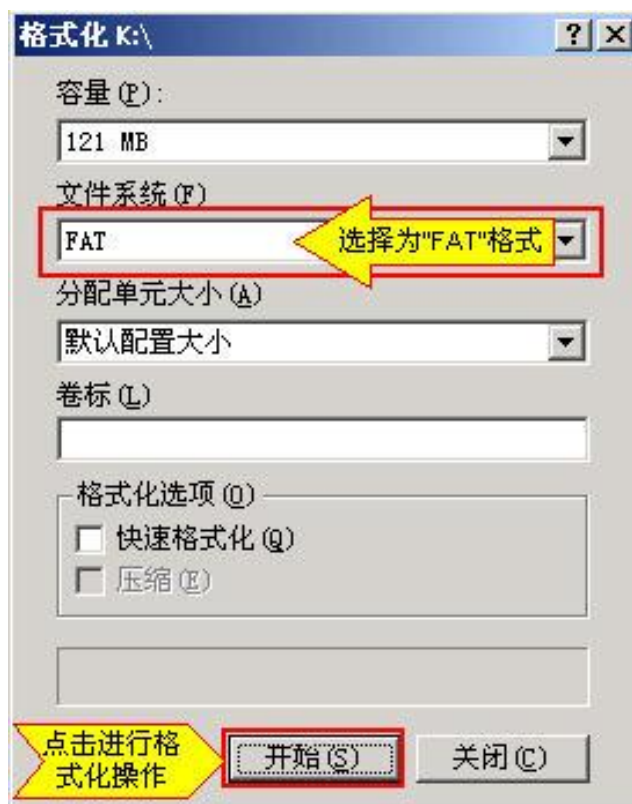 格式化 K:\
容量(P):
121 MB
文件系统(F)
FAT
选择为"FAT"格式
分配单元大小(A)
默认配置大小
卷标(L)
格式化选项(O)
快速格式化(Q)
压缩(E)
点击进行格
式化操作
开始(S)
关闭(C)